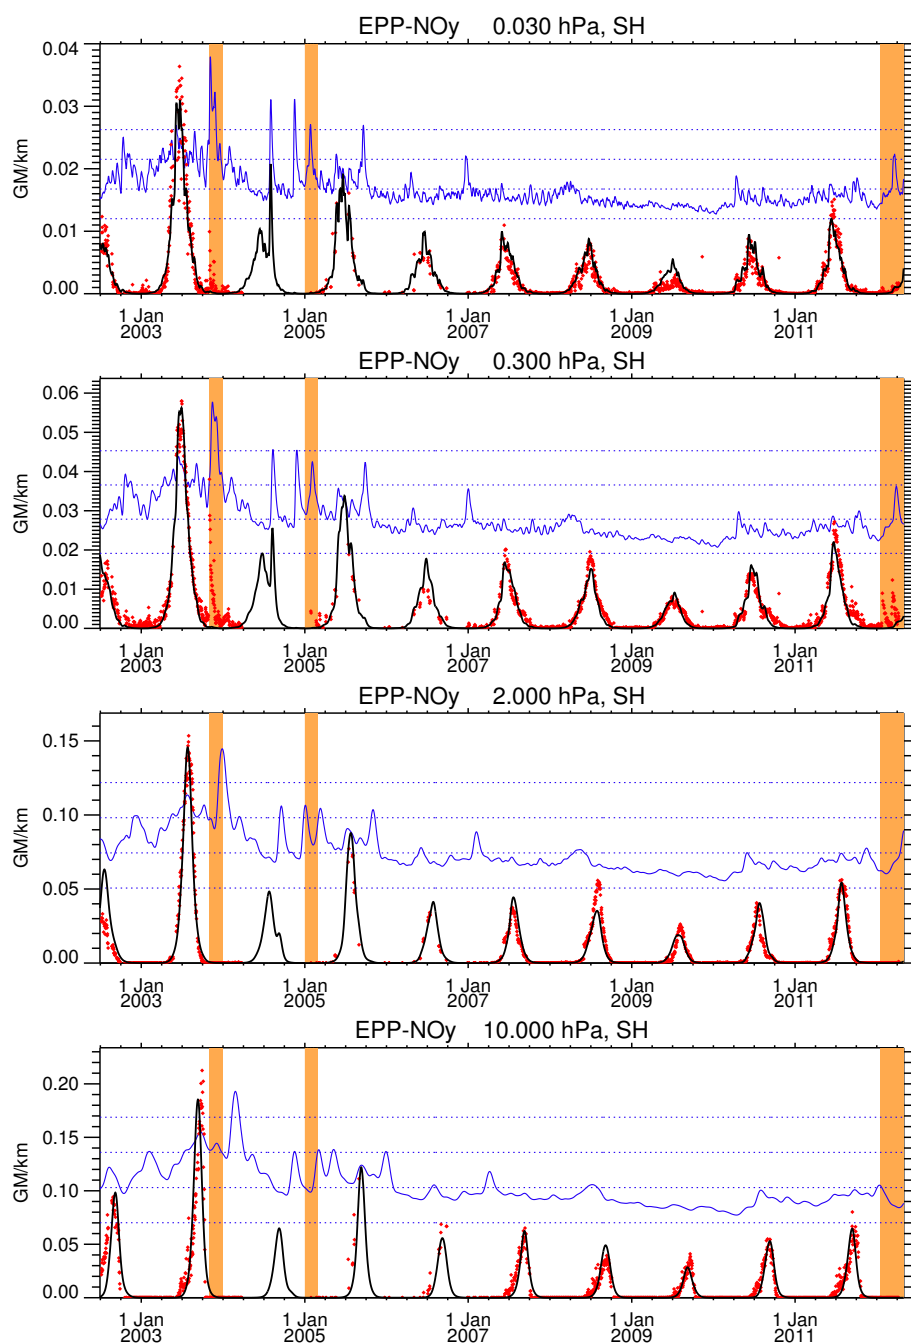 EPP-NOy 0.030 hPa, SH
0.04
0.03
0.02
0.01
0.00
GM/km
1 Jan 2003
1 Jan 2005
1 Jan 2007
1 Jan 2009
1 Jan 2011
EPP-NOy 0.300 hPa, SH
0.06
0.05
0.04
0.03
0.02
0.01
0.00
GM/km
1 Jan 2003
1 Jan 2005
1 Jan 2007
1 Jan 2009
1 Jan 2011
EPP-NOy 2.000 hPa, SH
0.15
0.10
0.05
0.00
GM/km
1 Jan 2003
1 Jan 2005
1 Jan 2007
1 Jan 2009
1 Jan 2011
EPP-NOy 10.000 hPa, SH
0.20
0.15
0.10
0.05
0.00
GM/km
1 Jan 2003
1 Jan 2005
1 Jan 2007
1 Jan 2009
1 Jan 2011